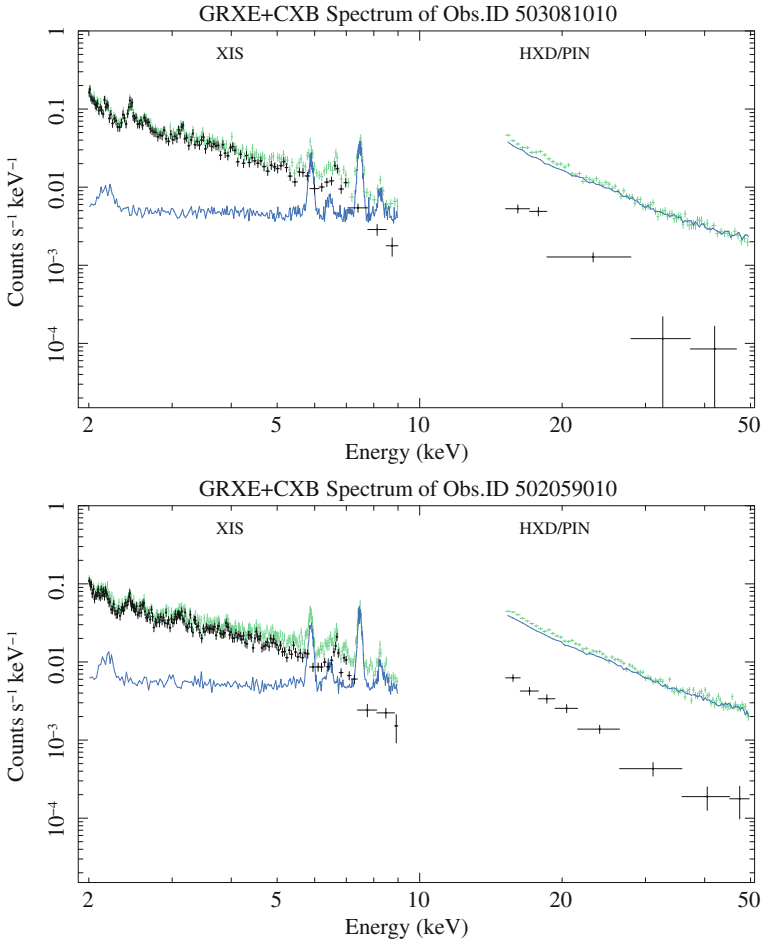 GRXE+CXB Spectrum of Obs.ID 503081010
XIS
HXD/PIN
1
0.1
0.01
10⁻³
10⁻⁴
Counts s⁻¹ keV⁻¹
2
5
10
20
50
Energy (keV)
GRXE+CXB Spectrum of Obs.ID 502059010
XIS
HXD/PIN
1
0.1
0.01
10⁻³
10⁻⁴
Counts s⁻¹ keV⁻¹
2
5
10
20
50
Energy (keV)